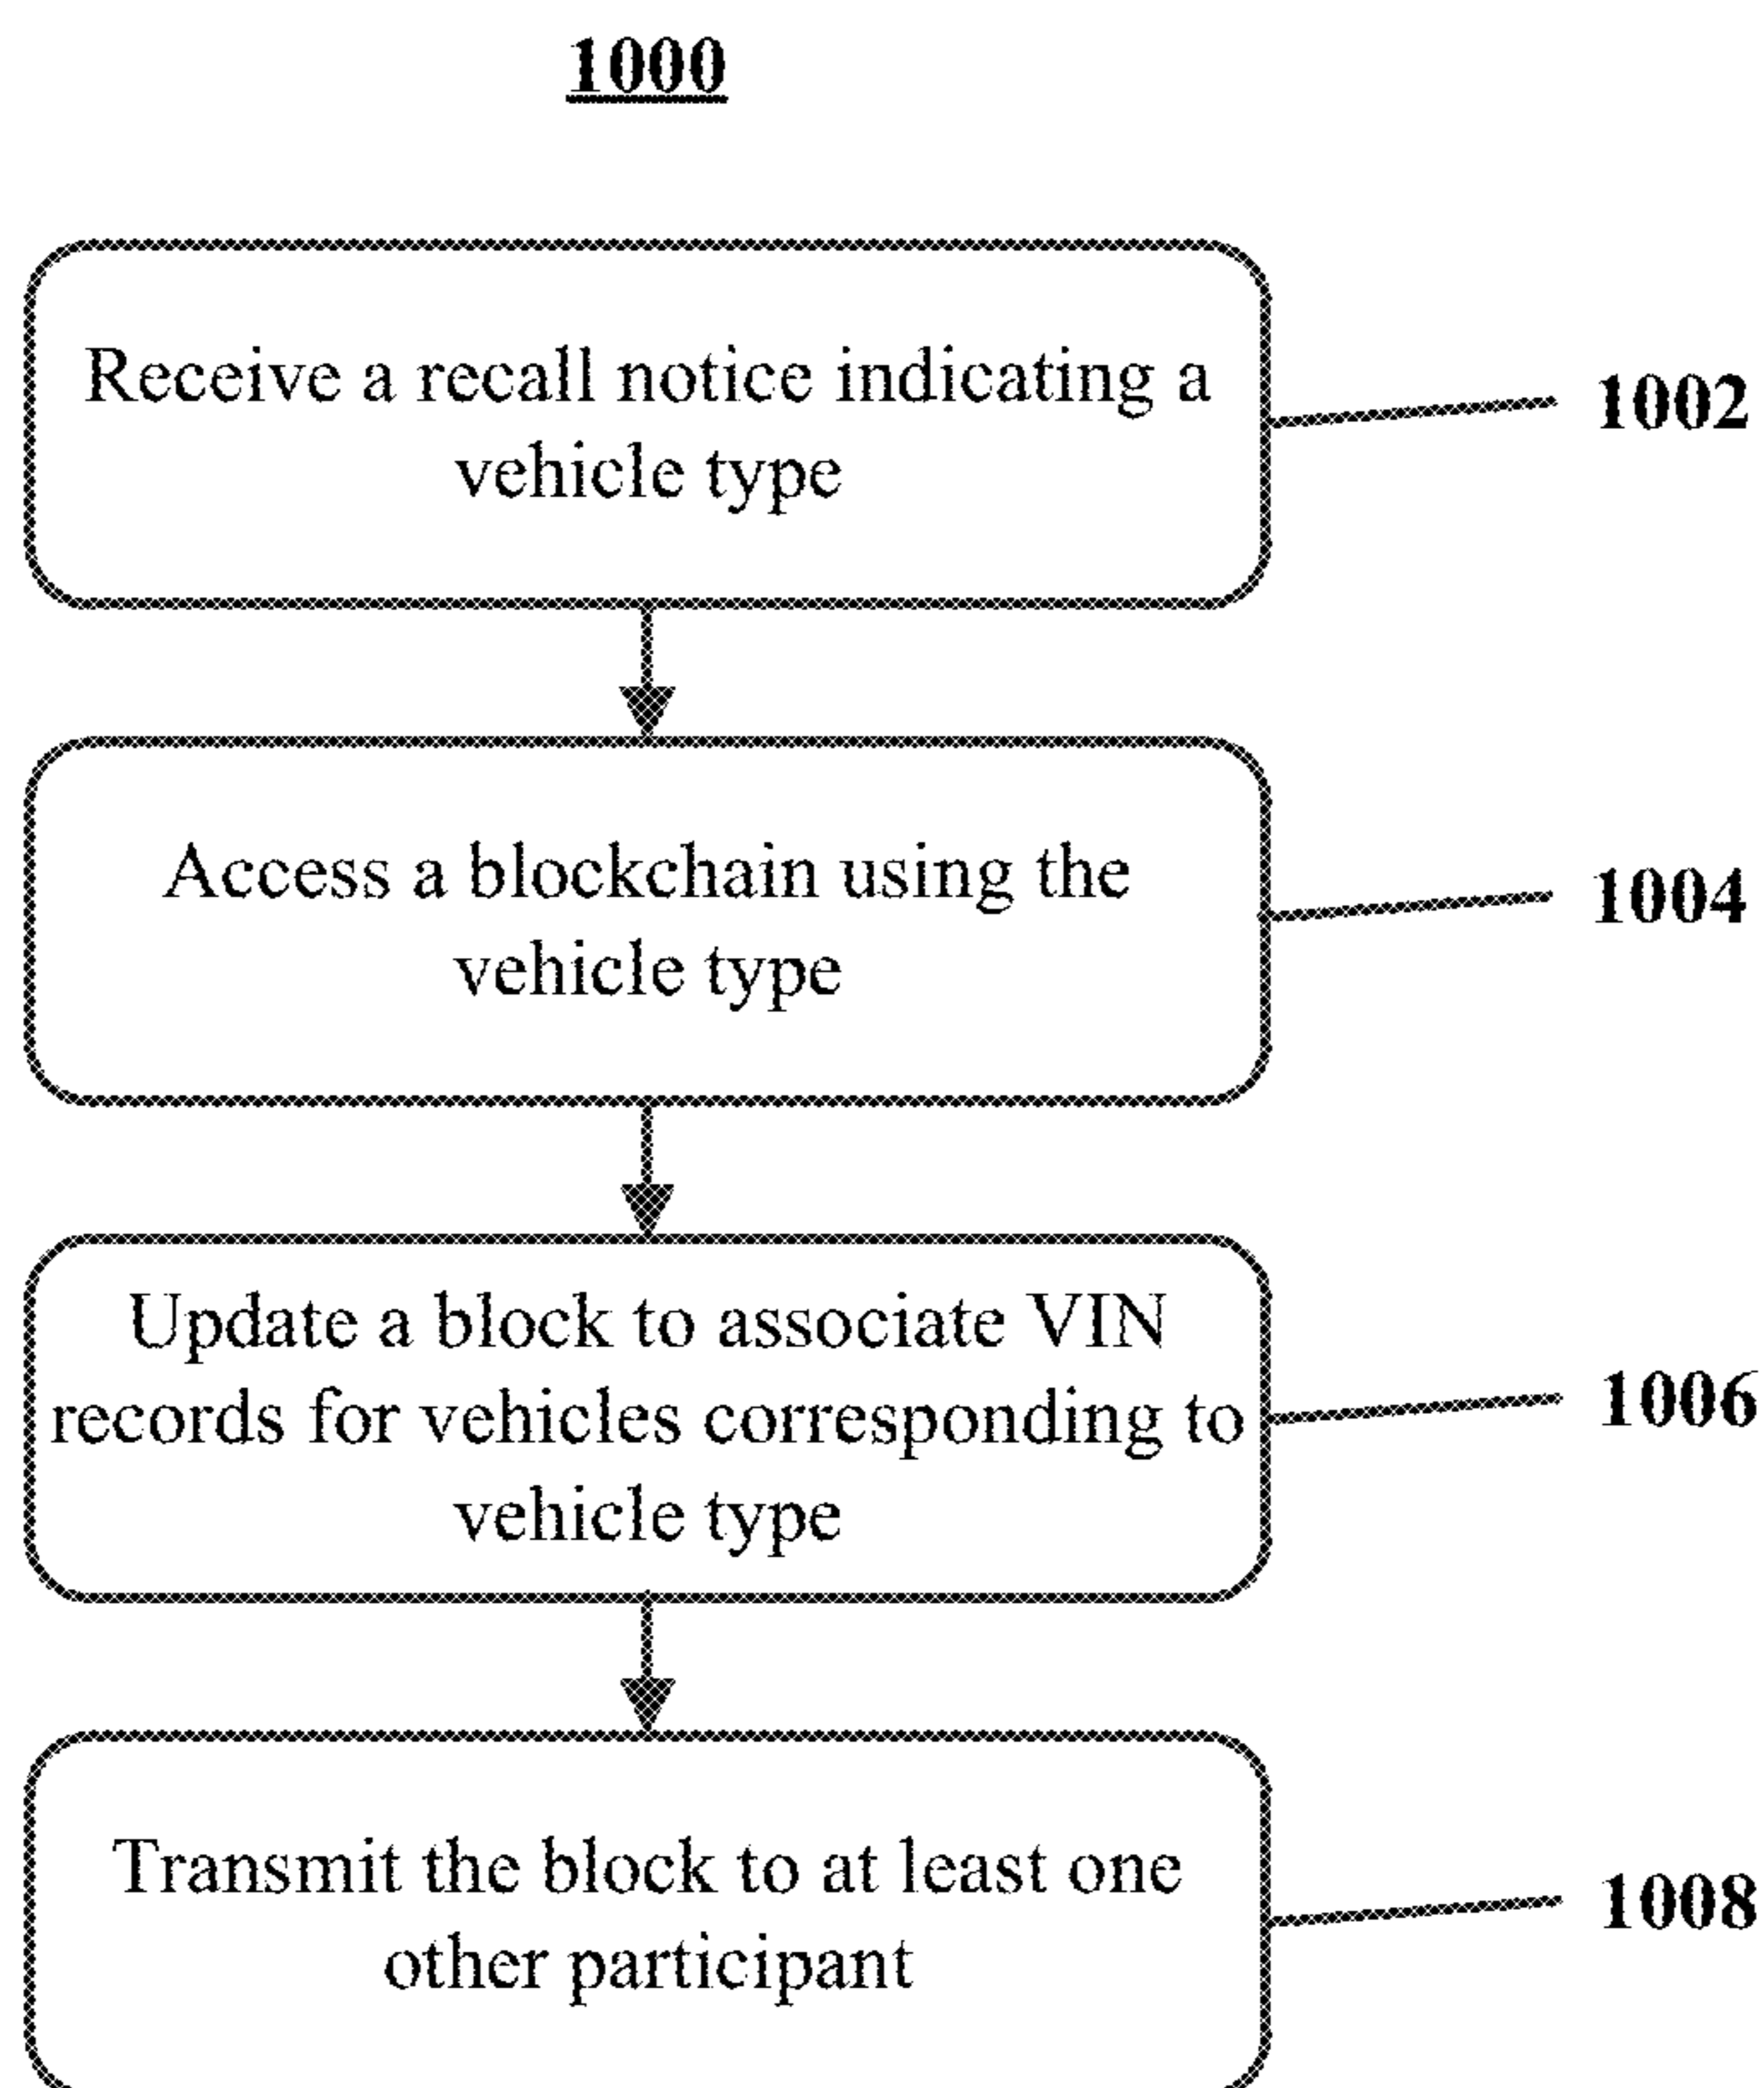 1000
Receive a recall notice indicating a
vehicle type
1002
Access a blockchain using the
vehicle type
1004
Update a block to associate VIN
records for vehicles corresponding to
vehicle type
1006
Transmit the block to at least one
other participant
1008